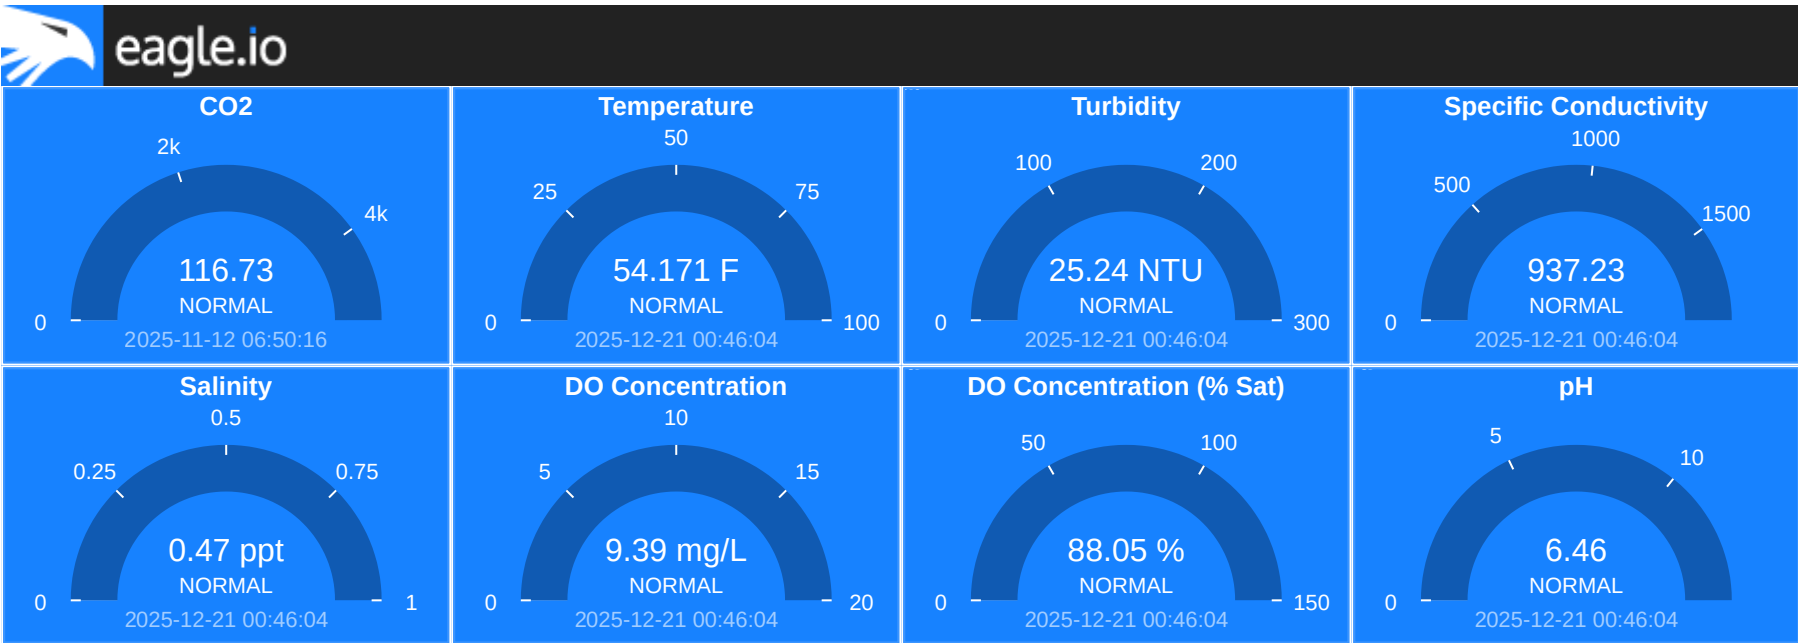 eagle.io
CO2
2k
4k
0
116.73
NORMAL
2025-11-12 06:50:16
Temperature
50
25
75
0
100
54.171 F
NORMAL
2025-12-21 00:46:04
Turbidity
100
200
0
300
25.24 NTU
NORMAL
2025-12-21 00:46:04
Specific Conductivity
1000
500
1500
0
937.23
NORMAL
2025-12-21 00:46:04
Salinity
0.5
0.25
0.75
0
1
0.47 ppt
NORMAL
2025-12-21 00:46:04
DO Concentration
10
5
15
0
20
9.39 mg/L
NORMAL
2025-12-21 00:46:04
DO Concentration (% Sat)
50
100
0
150
88.05 %
NORMAL
2025-12-21 00:46:04
pH
5
10
0
6.46
NORMAL
2025-12-21 00:46:04